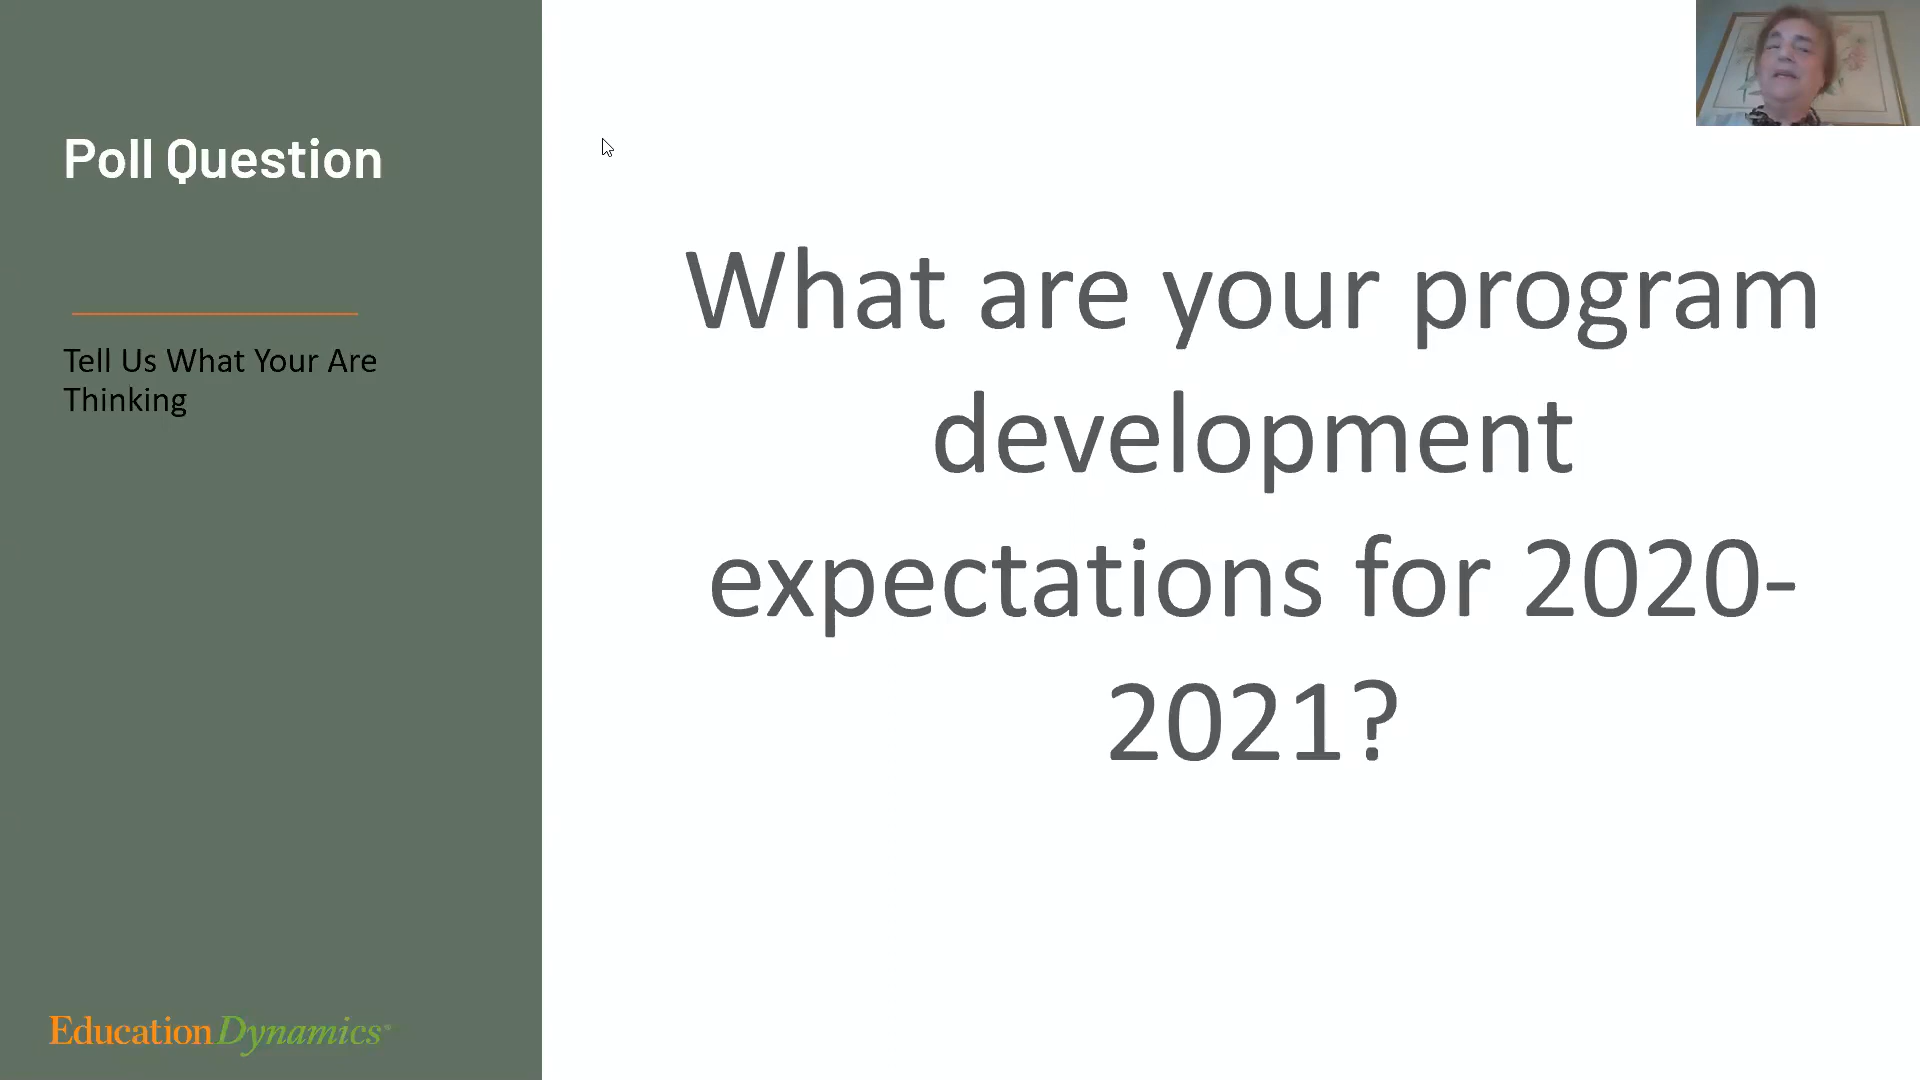 Poll Question
Tell Us What Your Are
Thinking
What are your program
development
expectations for 2020-
2021?
EducationDynamics